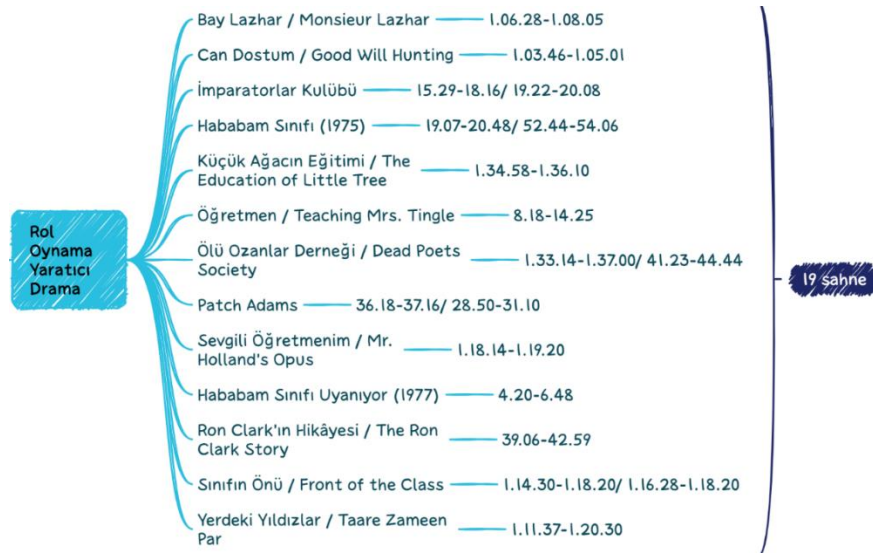 Rol
Oynama
Yaratıcı
Drama
Bay Lazhar / Monsieur Lazhar 1.06.28-1.08.05
Can Dostum / Good Will Hunting 1.03.46-1.05.01
İmparatorlar Kulübü 15.29-18.16/ 19.22-20.08
Hababam Sınıfı (1975) 19.07-20.48/ 52.44-54.06
Küçük Ağacın Eğitimi / The
Education of Little Tree 1.34.58-1.36.10
Öğretmen / Teaching Mrs. Tingle 8.18-14.25
Ölü Ozanlar Derneği / Dead Poets
Society 1.33.14-1.37.00/ 41.23-44.44
Patch Adams 36.18-37.16/ 28.50-31.10
Sevgili Öğretmenim / Mr.
Holland's Opus 1.18.14-1.19.20
Hababam Sınıfı Uyanıyor (1977) 4.20-6.48
Ron Clark'ın Hikâyesi / The Ron
Clark Story 39.06-42.59
Sınıfın Önü / Front of the Class 1.14.30-1.18.20/ 1.16.28-1.18.20
Yerdeki Yıldızlar / Taare Zameen
Par 1.11.37-1.20.30
19 sahne